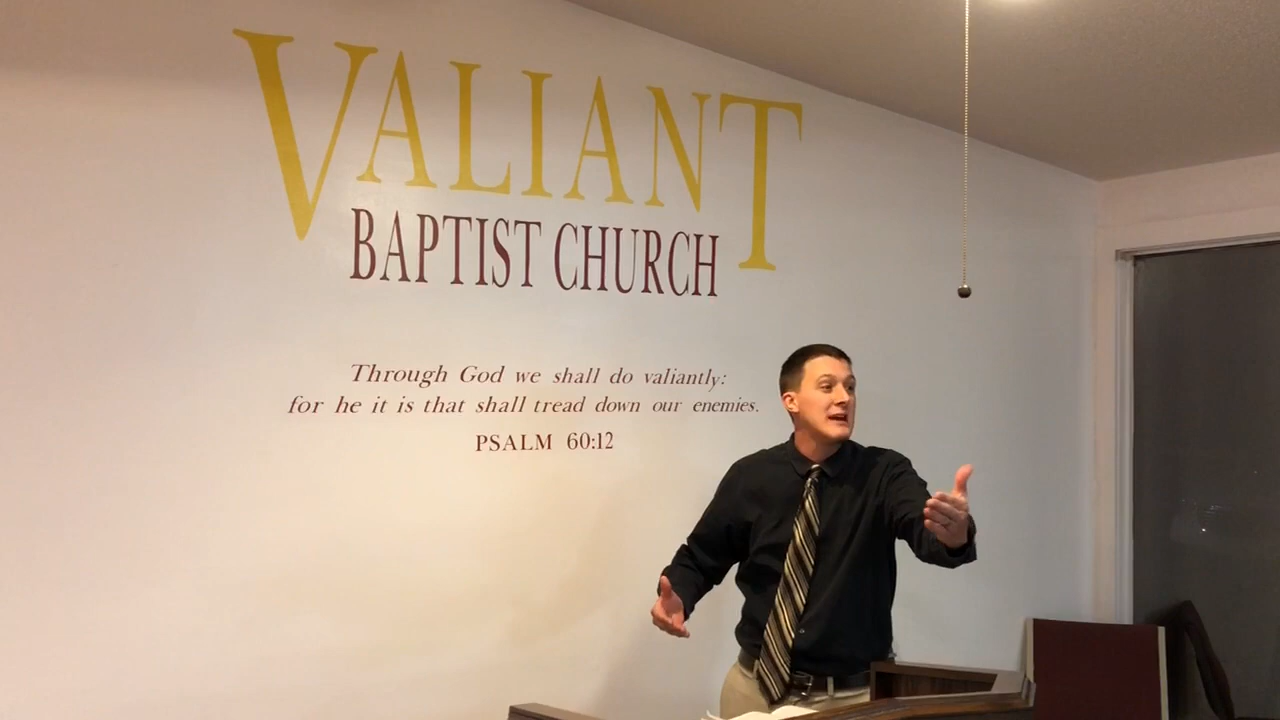 VALIANT
BAPTIST CHURCH
Through God we shall do valiantly:
for he it is that shall tread down our enemies.
PSALM 60:12